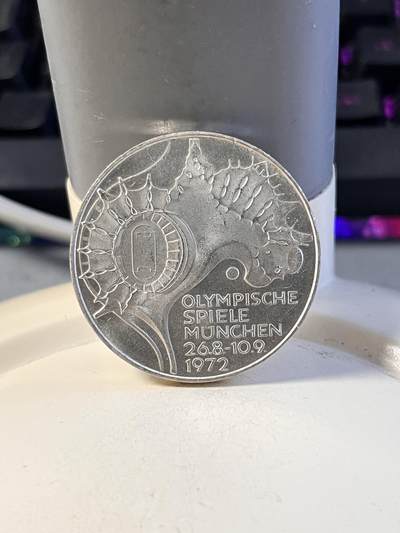 OLYMPISCHE
SPIELE
MÜNCHEN
26.8.-10.9.
1972